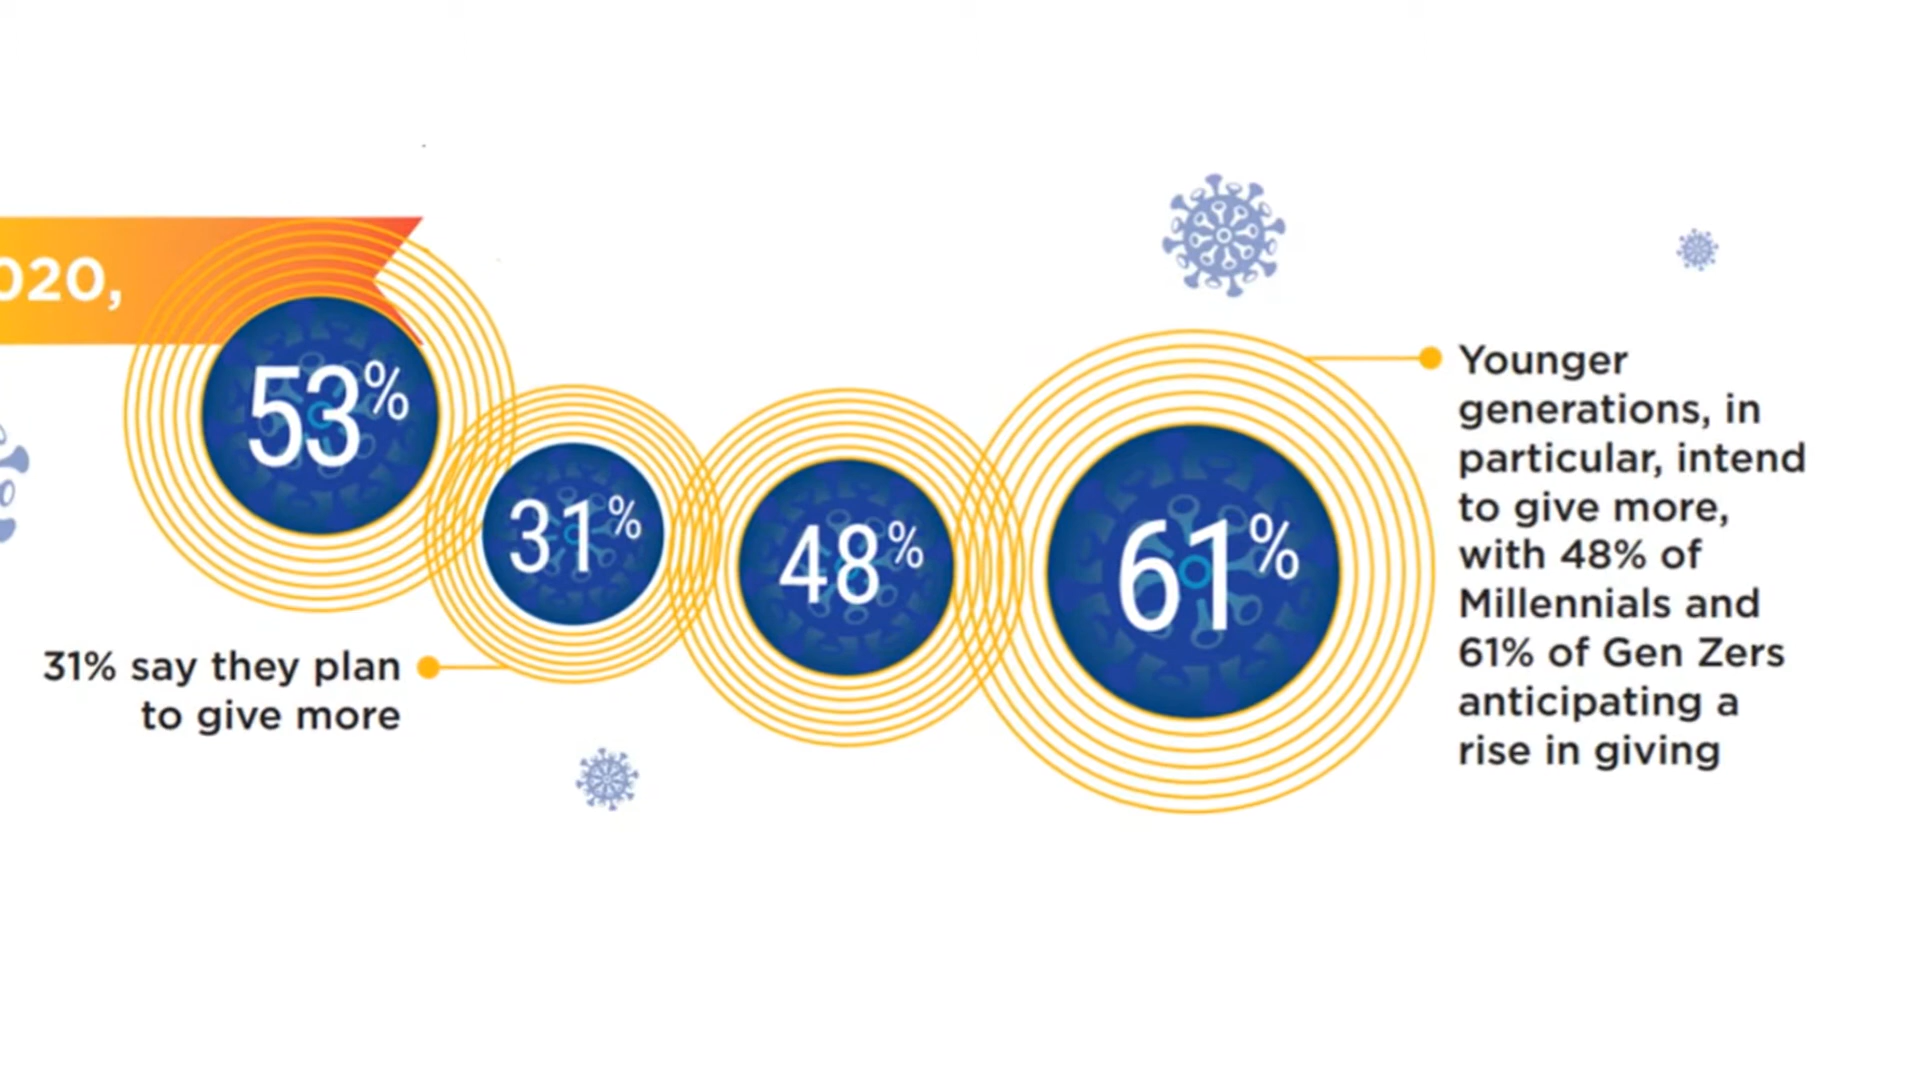 020,
53%
31%
48%
61%
31% say they plan
to give more
Younger
generations, in
particular, intend
to give more,
with 48% of
Millennials and
61% of Gen Zers
anticipating a
rise in giving